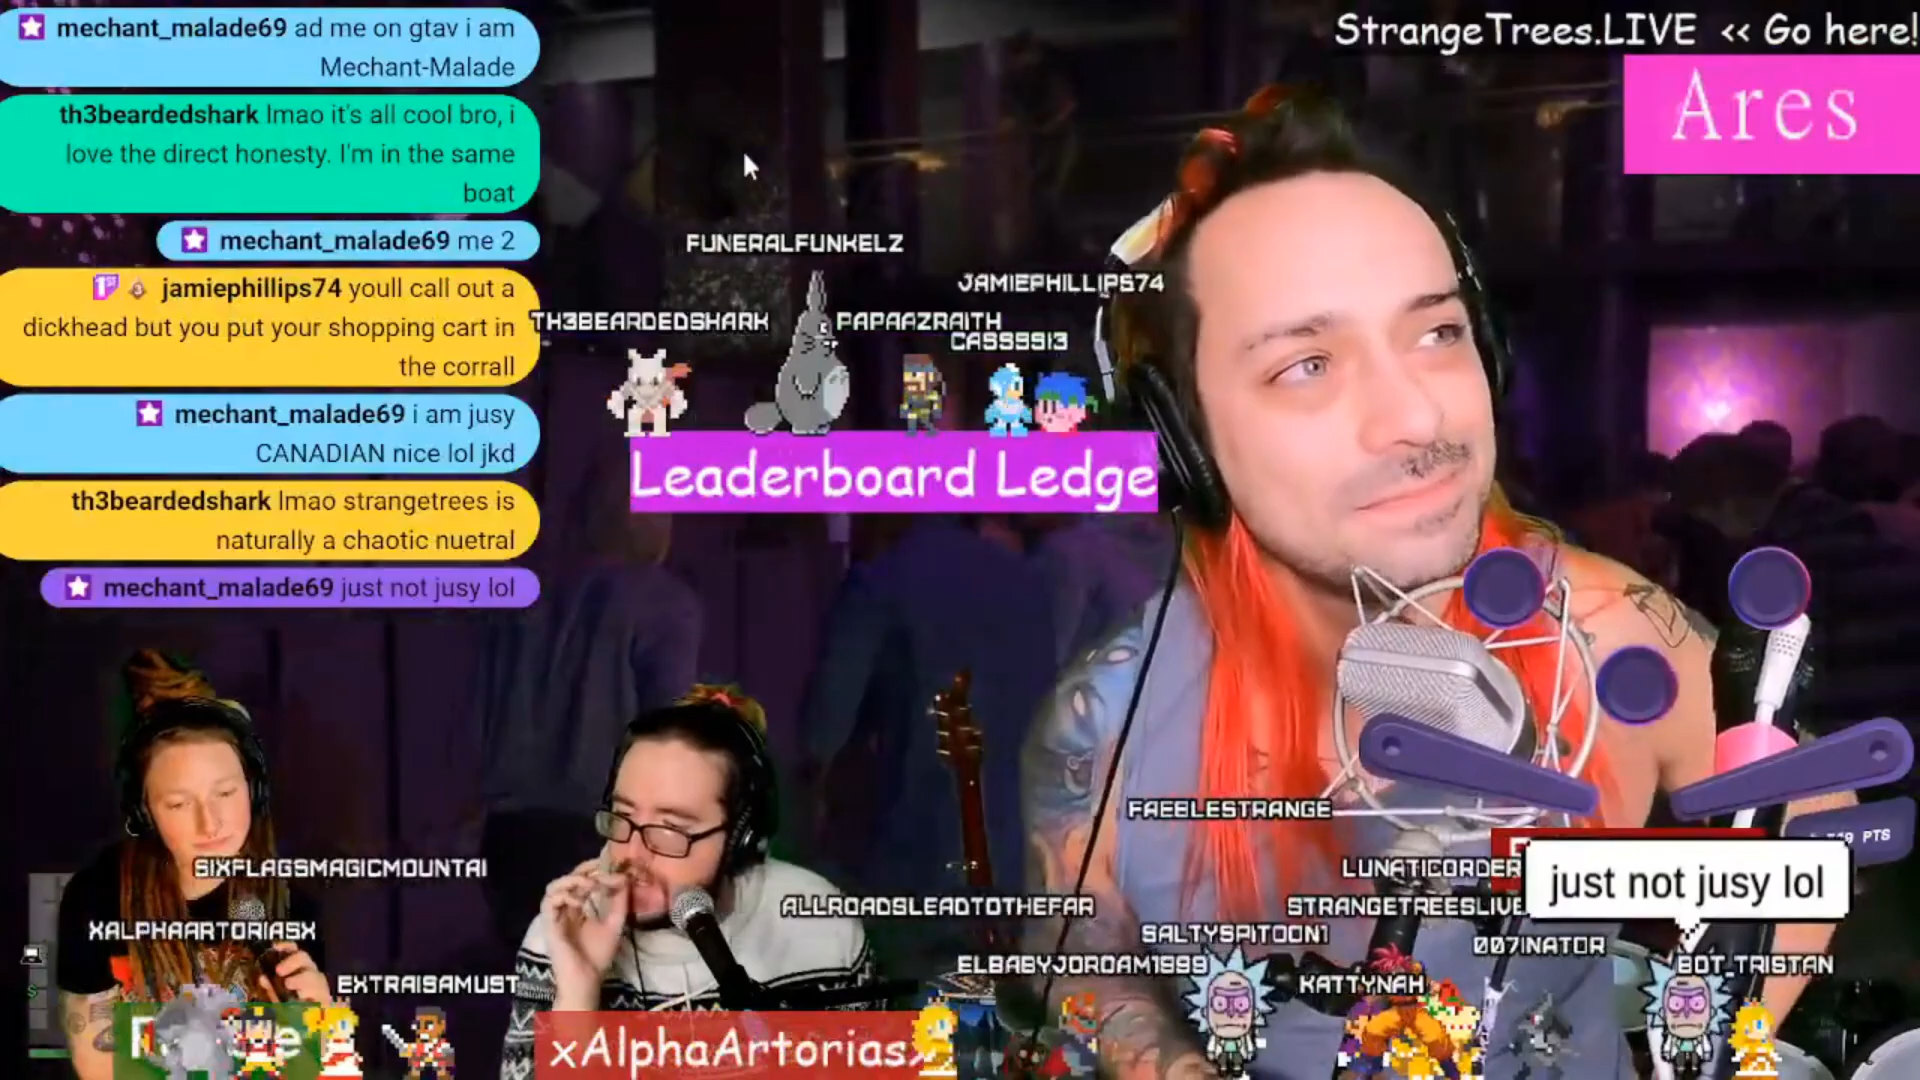 mechant_malade69 ad me on gtav i am
Mechant-Malade
th3beardedshark lmao it's all cool bro, i
love the direct honesty. I'm in the same
boat
mechant_malade69 me 2
jamiephillips74 youll call out a
dickhead but you put your shopping cart in
the corrall
mechant_malade69 i am jusy
CANADIAN nice lol jkd
th3beardedshark lmao strangetrees is
naturally a chaotic nuetral
mechant_malade69 just not jusy lol
StrangeTrees.LIVE << Go here!
Ares
FUNERALFUNKELZ
JAMIEPHILLIPS74
TH3BEARDEDSHARK
PAPAAZRAITH
CASSSSI3
Leaderboard Ledge
FAEBLESTRANGE
PTS
SIXFLAGSMAGICMOUNTAI
LUNATICORDER
just not jusy lol
ALLROADSLEADTOTHEFAR
STRANGETREESLIVE
XALPHAARTORIASX
SALTYSPITOON1
007INATOR
ELBABYJORDAM1999
BOT_TRISTAN
EXTRAISAMUST
KATTYNAH
xAlphaArtorias